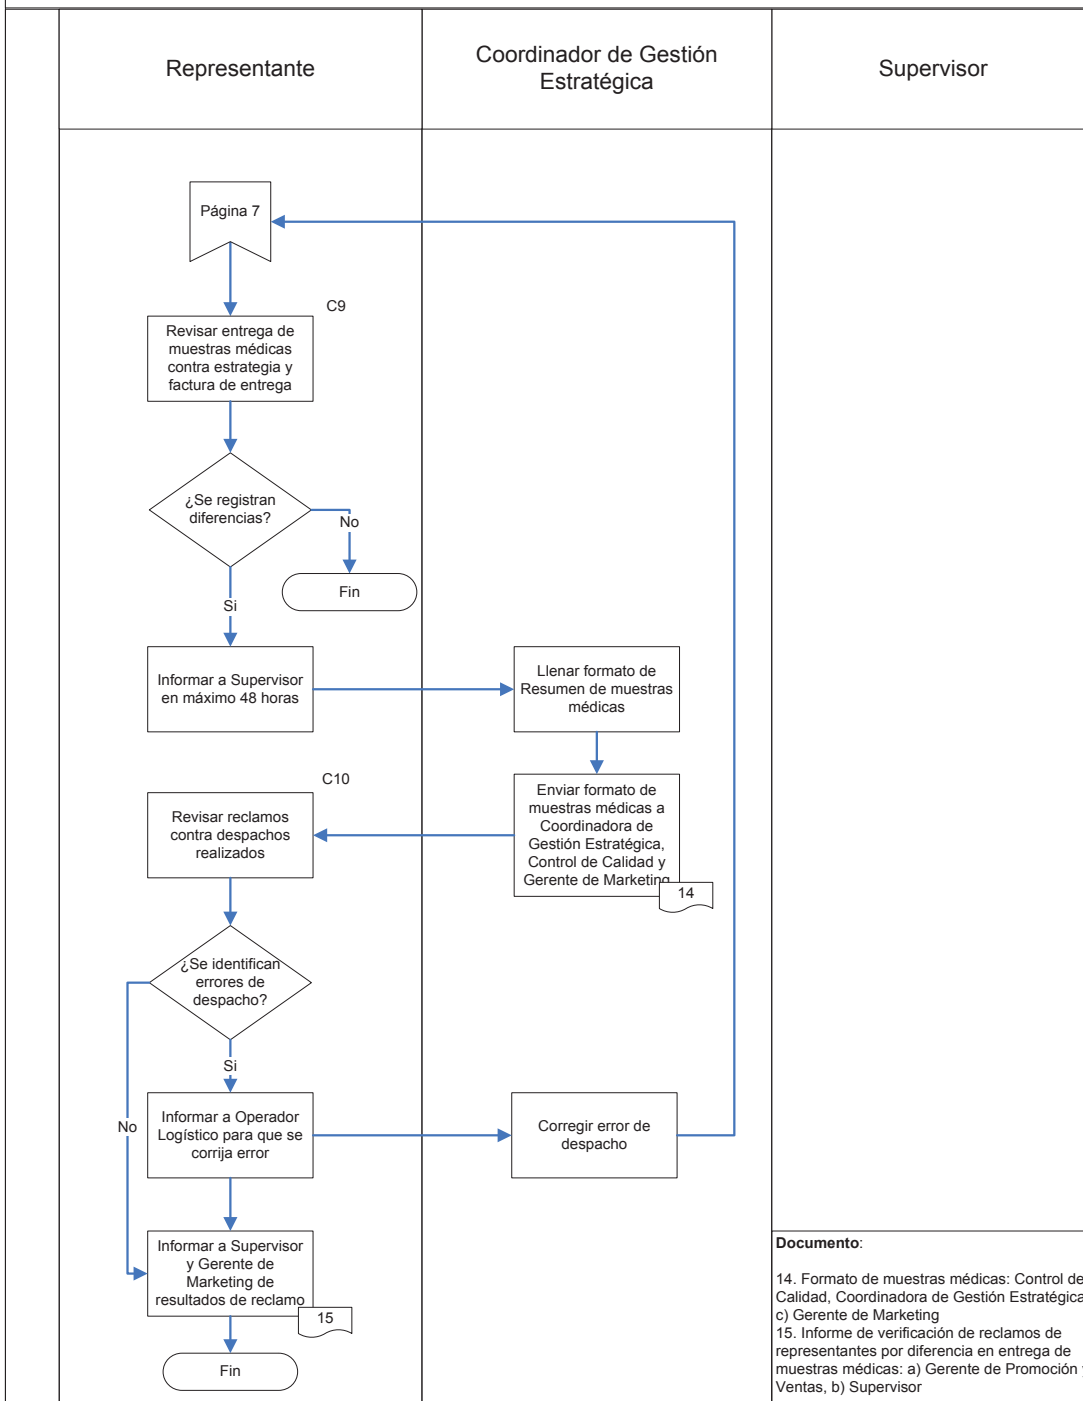 Representante
Coordinador de Gestión
Estratégica
Supervisor
Página 7
C9
Revisar entrega de
muestras médicas
contra estrategia y
factura de entrega
¿Se registran
diferencias?
No
Fin
Si
Informar a Supervisor
en máximo 48 horas
Llenar formato de
Resumen de muestras
médicas
C10
Revisar reclamos
contra despachos
realizados
Enviar formato de
muestras médicas a
Coordinadora de
Gestión Estratégica,
Control de Calidad y
Gerente de Marketing
14
¿Se identifican
errores de
despacho?
Si
No
Informar a Operador
Logístico para que se
corrija error
Corregir error de
despacho
Informar a Supervisor
y Gerente de
Marketing de
resultados de reclamo
15
Fin
Documento:
14. Formato de muestras médicas: Control de
Calidad, Coordinadora de Gestión Estratégica
c) Gerente de Marketing
15. Informe de verificación de reclamos de
representantes por diferencia en entrega de
muestras médicas: a) Gerente de Promoción y
Ventas, b) Supervisor